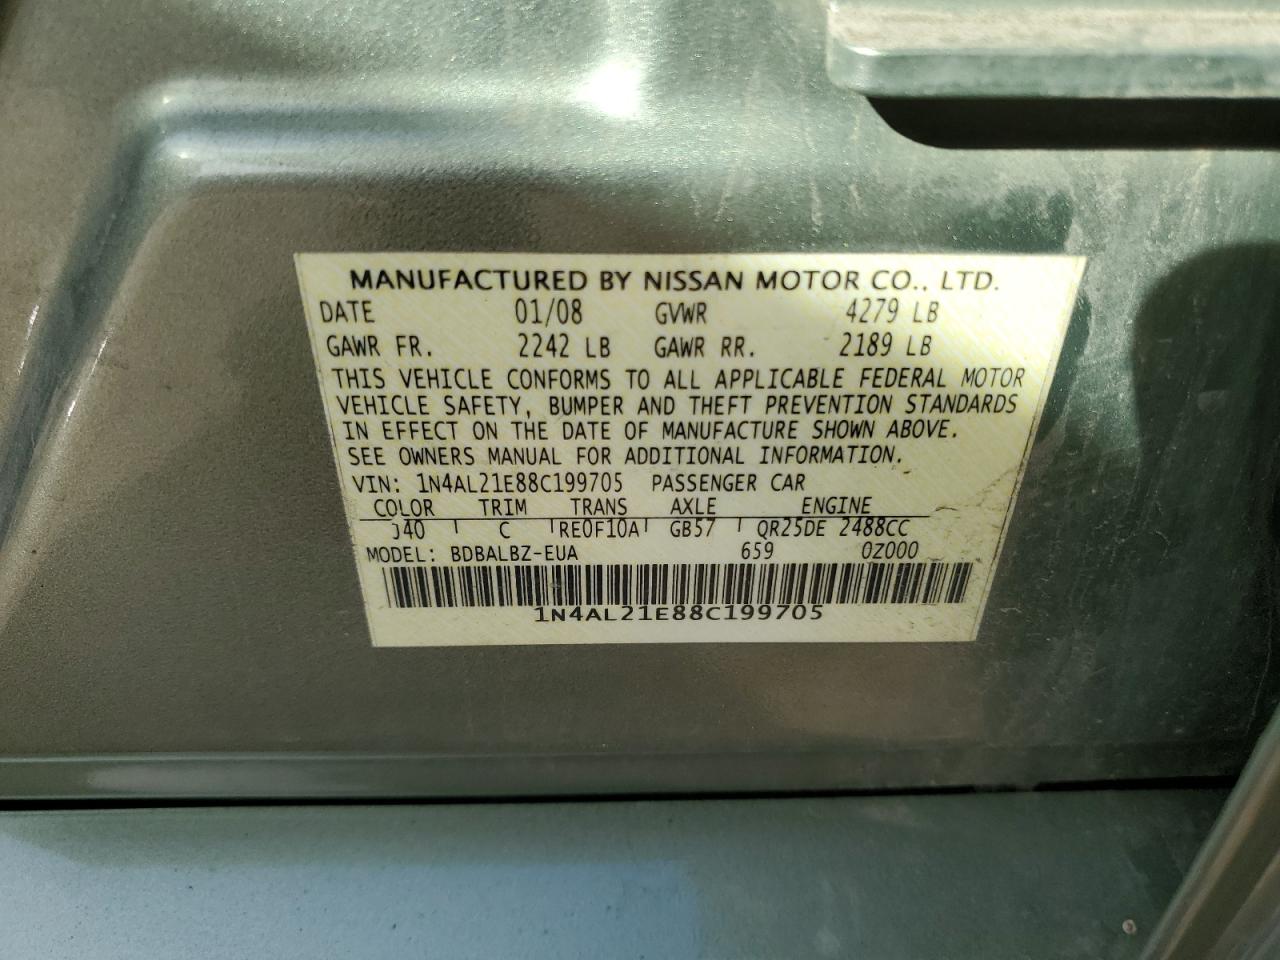 MANUFACTURED BY NISSAN MOTOR CO., LTD.
DATE 01/08 GVWR 4279 LB
GAWR FR. 2242 LB GAWR RR. 2189 LB
THIS VEHICLE CONFORMS TO ALL APPLICABLE FEDERAL MOTOR
VEHICLE SAFETY, BUMPER AND THEFT PREVENTION STANDARDS
IN EFFECT ON THE DATE OF MANUFACTURE SHOWN ABOVE.
SEE OWNERS MANUAL FOR ADDITIONAL INFORMATION.
VIN: 1N4AL21E88C199705 PASSENGER CAR
COLOR TRIM TRANS AXLE ENGINE
J40 C RE0F10A GB57 QR25DE 2488CC
MODEL: BDBALBZ-EUA 659 0Z000
1N4AL21E88C199705